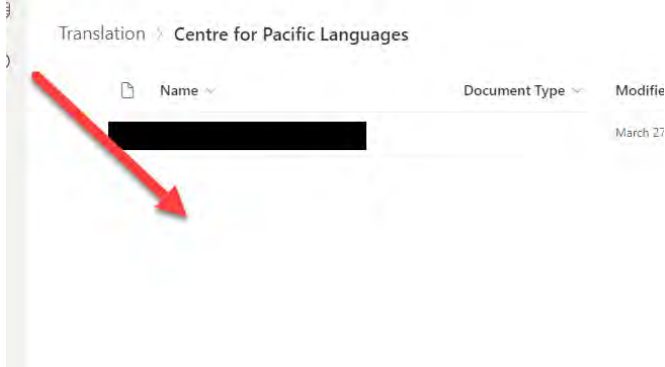 Translation > Centre for Pacific Languages
Name Document Type Modifie
March 27